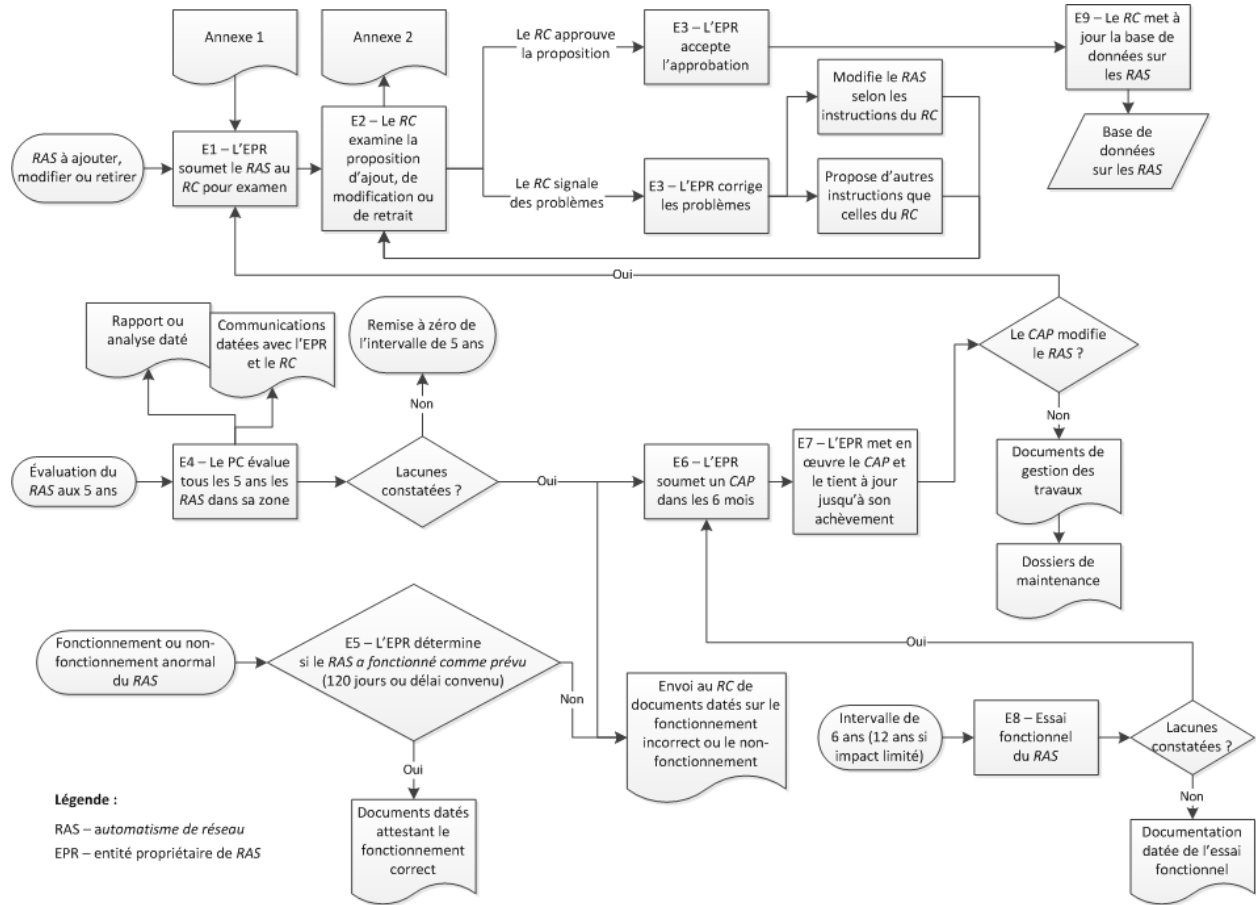 Annexe 1
Annexe 2
Le RC approuve
la proposition
E3 – L’EPR
accepte
l’approbation
E9 – Le RC met à
jour la base de
données sur
les RAS
Modifie le RAS
selon les
instructions du RC
RAS à ajouter,
modifier ou retirer
E1 – L’EPR
soumet le RAS au
RC pour examen
E2 – Le RC
examine la
proposition
d’ajout, de
modification ou
de retrait
Base de
données
sur les RAS
Le RC signale
des problèmes
E3 – L’EPR corrige
les problèmes
Propose d’autres
instructions que
celles du RC
Oui
Rapport ou
analyse daté
Communications
datées avec l’EPR
et le RC
Remise à zéro de
l’intervalle de 5 ans
Le CAP modifie
le RAS ?
Non
Non
Évaluation du
RAS aux 5 ans
E4 – Le PC évalue
tous les 5 ans les
RAS dans sa zone
Lacunes
constatées ?
Oui
E6 – L’EPR
soumet un CAP
dans les 6 mois
E7 – L’EPR met en
œuvre le CAP et
le tient à jour
jusqu’à son
achèvement
Documents de
gestion des
travaux
Dossiers de
maintenance
Fonctionnement ou non-
fonctionnement anormal
du RAS
E5 – L’EPR détermine
si le RAS a fonctionné comme prévu
(120 jours ou délai convenu)
Non
Oui
Envoi au RC de
documents datés sur le
fonctionnement
incorrect ou le non-
fonctionnement
Intervalle de
6 ans (12 ans si
impact limité)
E8 – Essai
fonctionnel
du RAS
Lacunes
constatées ?
Oui
Non
Documents datés
attestant le
fonctionnement
correct
Documentation
datée de l’essai
fonctionnel
Légende :
RAS – automatisme de réseau
EPR – entité propriétaire de RAS